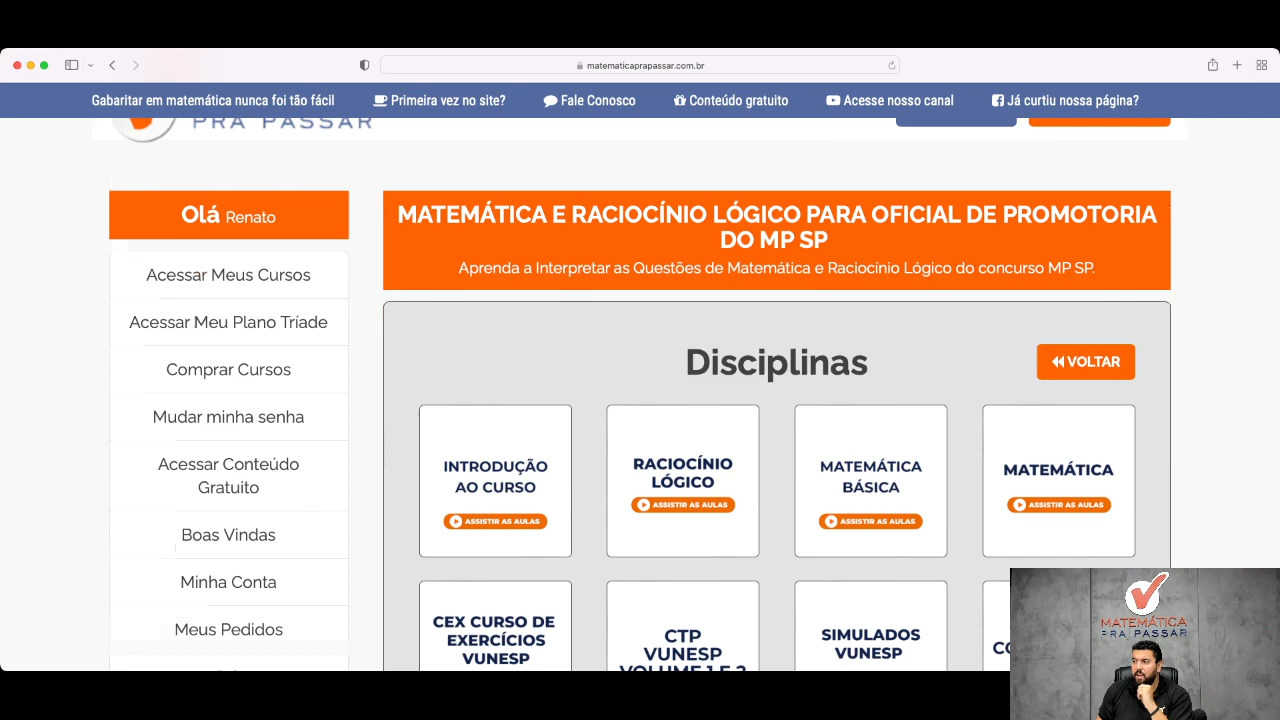 matematicaprapassar.com.br
Gabaritar em matemática nunca foi tão fácil
Primeira vez no site?
Fale Conosco
Conteúdo gratuito
Acesse nosso canal
Já curtiu nossa página?
PRA PASSAR
Olá Renato
Acessar Meus Cursos
Acessar Meu Plano Tríade
Comprar Cursos
Mudar minha senha
Acessar Conteúdo
Gratuito
Boas Vindas
Minha Conta
Meus Pedidos
MATEMÁTICA E RACIOCÍNIO LÓGICO PARA OFICIAL DE PROMOTORIA
DO MP SP
Aprenda a Interpretar as Questões de Matemática e Raciocínio Lógico do concurso MP SP.
Disciplinas
VOLTAR
INTRODUÇÃO
AO CURSO
ASSISTIR AS AULAS
RACIOCÍNIO
LÓGICO
ASSISTIR AS AULAS
MATEMÁTICA
BÁSICA
ASSISTIR AS AULAS
MATEMÁTICA
ASSISTIR AS AULAS
CEX CURSO DE
EXERCÍCIOS
VUNESP
CTP
VUNESP
VOLUME 1 E 2
SIMULADOS
VUNESP
MATEMÁTICA
PRA PASSAR